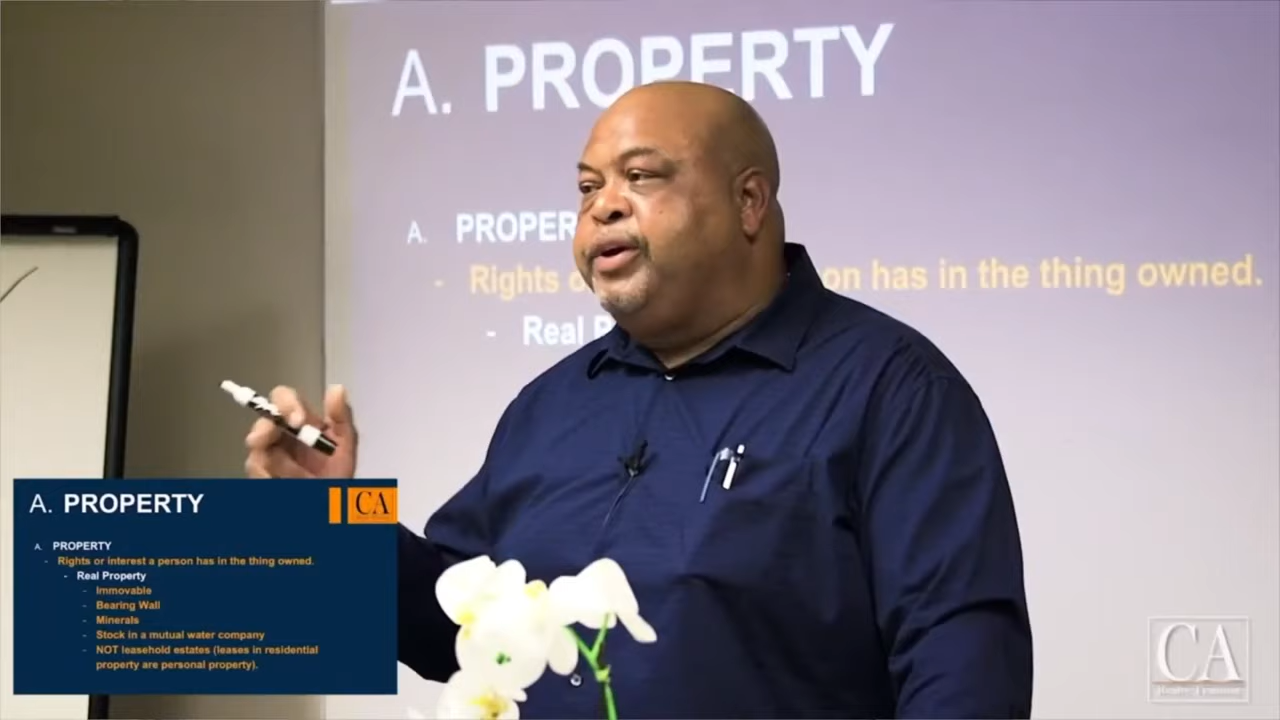 A. PROPERTY
A. PROPER
- Rights o on has in the thing owned.
- Real P
A. PROPERTY
CA
A. PROPERTY
- Rights or interest a person has in the thing owned.
- Real Property
- Immovable
- Bearing Wall
- Minerals
- Stock in a mutual water company
- NOT leasehold estates (leases in residential
property are personal property).
CA
Realty Training